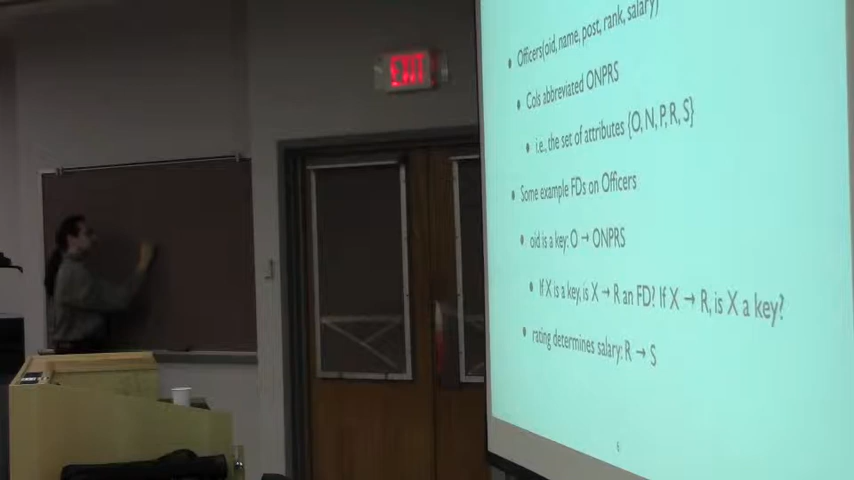 EXIT
• Officers(oid, name, post, rank, salary)
• Cols abbreviated ONPRS
• i.e., the set of attributes {O, N, P, R, S}
• Some example FDs on Officers
• oid is a key: O → ONPRS
• If X is a key, is X → R an FD? If X → R, is X a key?
• rating determines salary: R → S